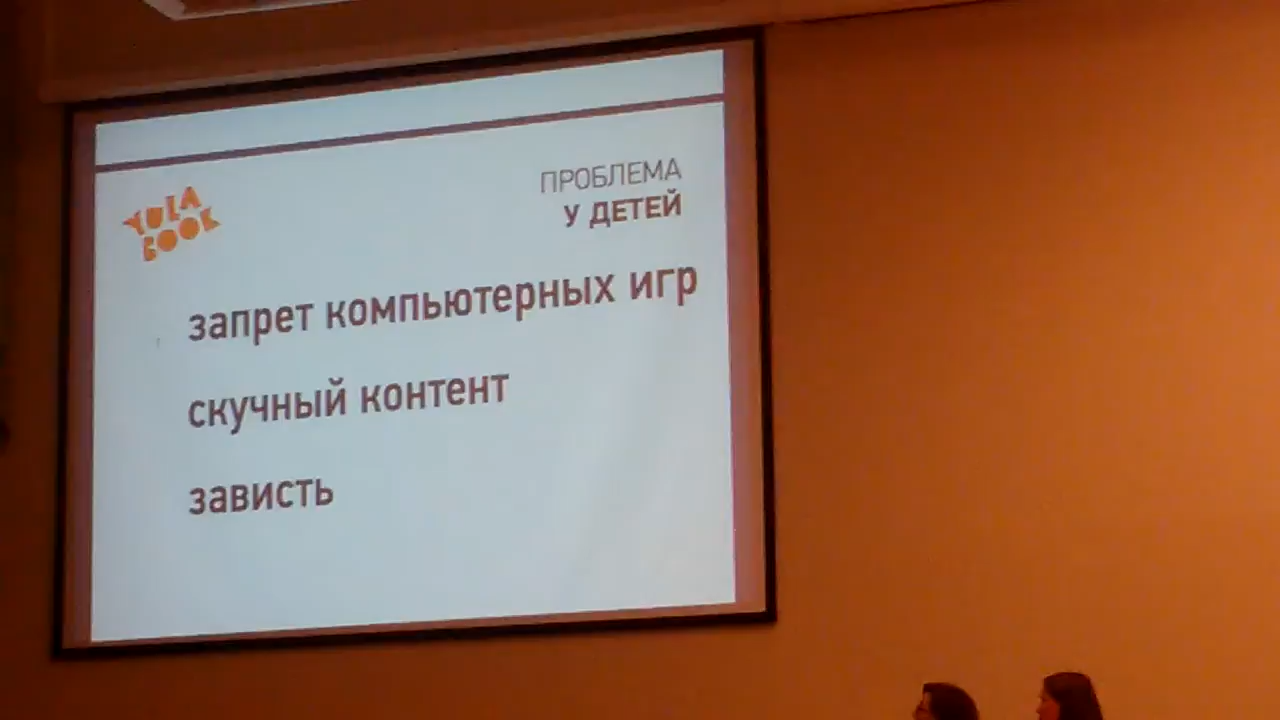 YULA
BOOK
ПРОБЛЕМА
У ДЕТЕЙ
запрет компьютерных игр
скучный контент
зависть